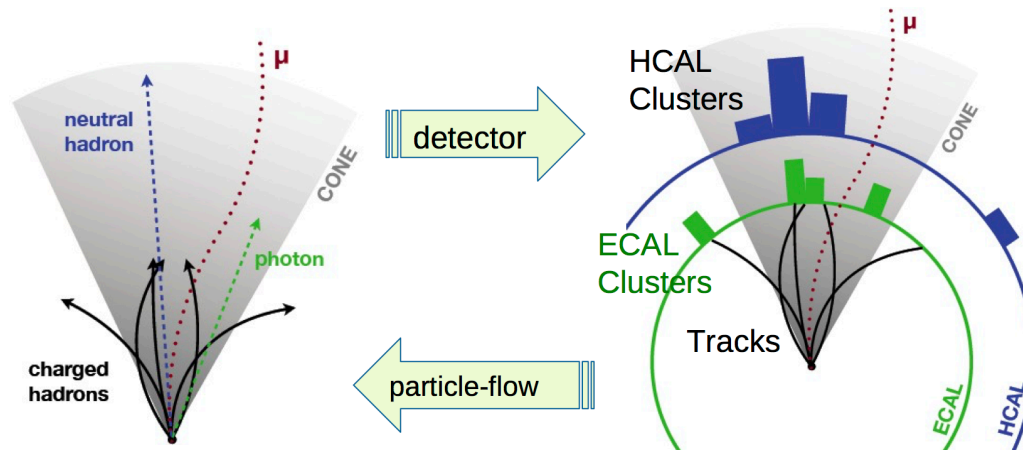 μ
neutral
hadron
CONE
photon
charged
hadrons
detector
particle-flow
μ
HCAL
Clusters
CONE
ECAL
Clusters
Tracks
ECAL
HCAL